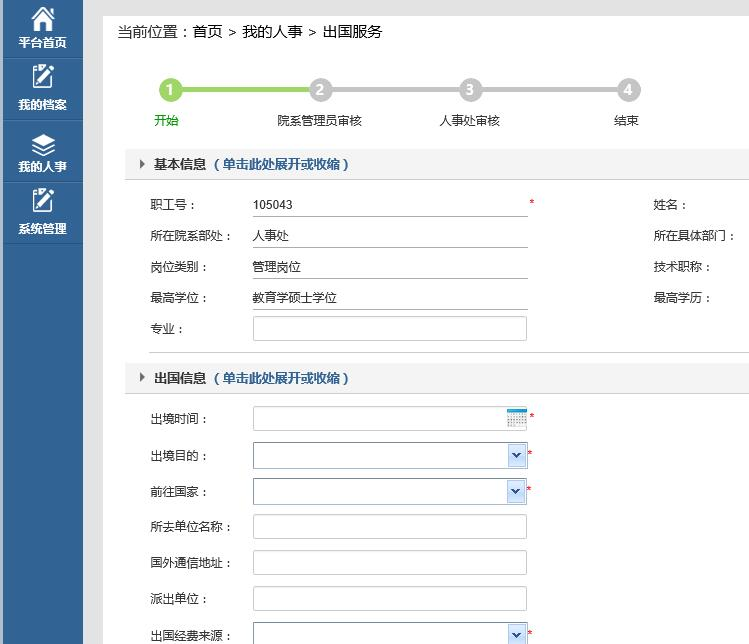 平台首页
我的档案
我的人事
系统管理
当前位置：首页 > 我的人事 > 出国服务
1 2 3 4
开始 院系管理员审核 人事处审核 结束
基本信息（单击此处展开或收缩）
职工号： 105043 * 姓名：
所在院系部处： 人事处 所在具体部门：
岗位类别： 管理岗位 技术职称：
最高学位： 教育学硕士学位 最高学历：
专业：
出国信息（单击此处展开或收缩）
出境时间： *
出境目的： *
前往国家： *
所去单位名称：
国外通信地址：
派出单位：
出国经费来源： *